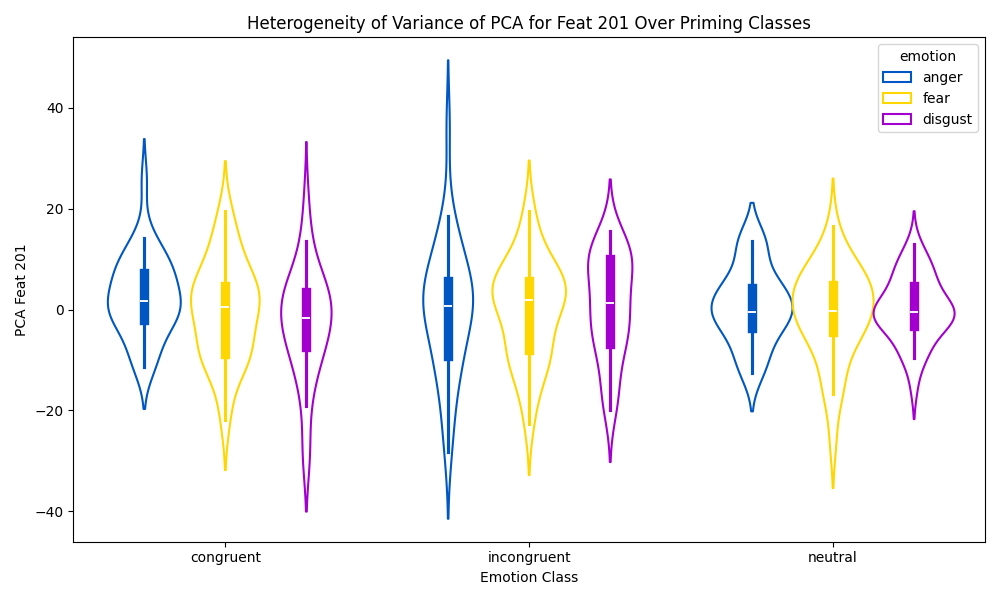 Heterogeneity of Variance of PCA for Feat 201 Over Priming Classes
emotion
anger
fear
disgust
PCA Feat 201
40
20
0
−20
−40
congruent
incongruent
neutral
Emotion Class